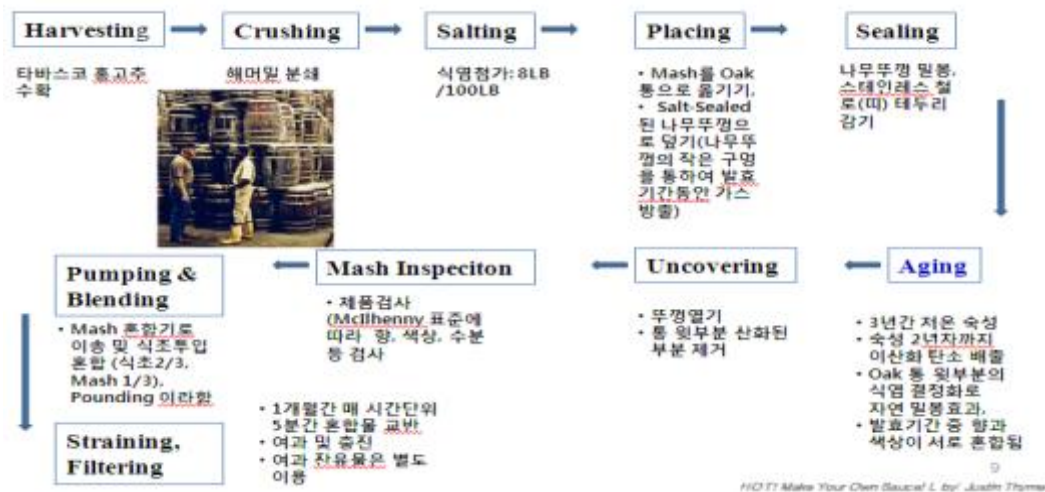 Harvesting
타바스코 홍고추
수확
Crushing
해머밀 분쇄
Salting
식염첨가: 8LB
/100LB
Placing
• Mash를 Oak
통으로 옮기기,
• Salt-Sealed
된 나무뚜껑으
로 덮기(나무뚜
껑의 작은 구멍
을 통하여 발효
기간동안 가스
방출)
Sealing
나무뚜껑 밀봉,
스테인레스 철
로(띠) 테두리
감기
Aging
• 3년간 저온 숙성
• 숙성 2년차까지
이산화 탄소 배출
• Oak 통 윗부분의
식염 결정화로
자연 밀봉효과,
• 발효기간 중 향과
색상이 서로 혼합됨
Uncovering
• 뚜껑열기
• 통 윗부분 산화된
부분 제거
Mash Inspeciton
• 제품검사
(McIlhenny 표준에
따라 향, 색상, 수분
등 검사
Pumping &
Blending
• Mash 혼합기로
이송 및 식초투입
혼합 (식초2/3,
Mash 1/3),
Pounding 이라함
Straining,
Filtering
• 1개월간 매 시간단위
5분간 혼합물 교반
• 여과 및 충진
• 여과 잔유물은 별도
이용
9
HOT! Make Your Own Sauce! L by/ Justin Thyme